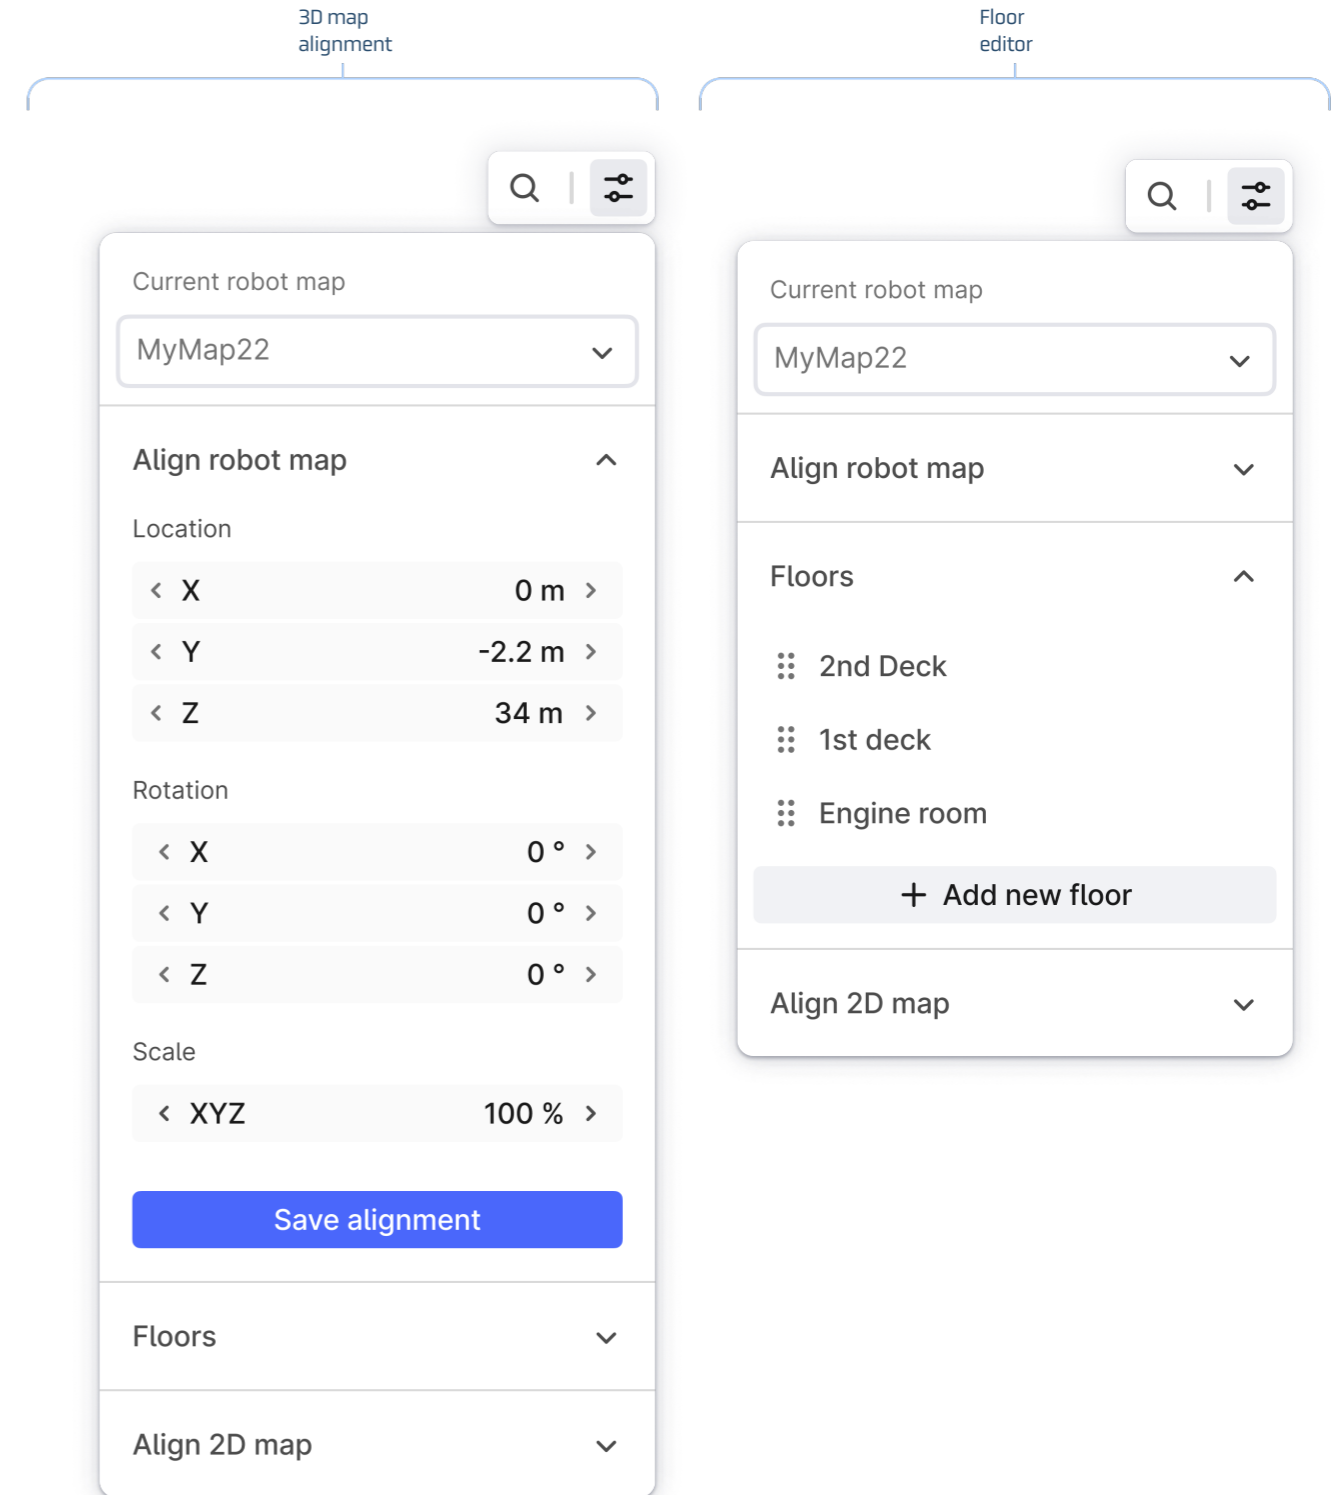 3D map
alignment
Current robot map
MyMap22
Align robot map
Location
X 0 m
Y -2.2 m
Z 34 m
Rotation
X 0 °
Y 0 °
Z 0 °
Scale
XYZ 100 %
Save alignment
Floors
Align 2D map
Floor
editor
Current robot map
MyMap22
Align robot map
Floors
2nd Deck
1st deck
Engine room
+ Add new floor
Align 2D map